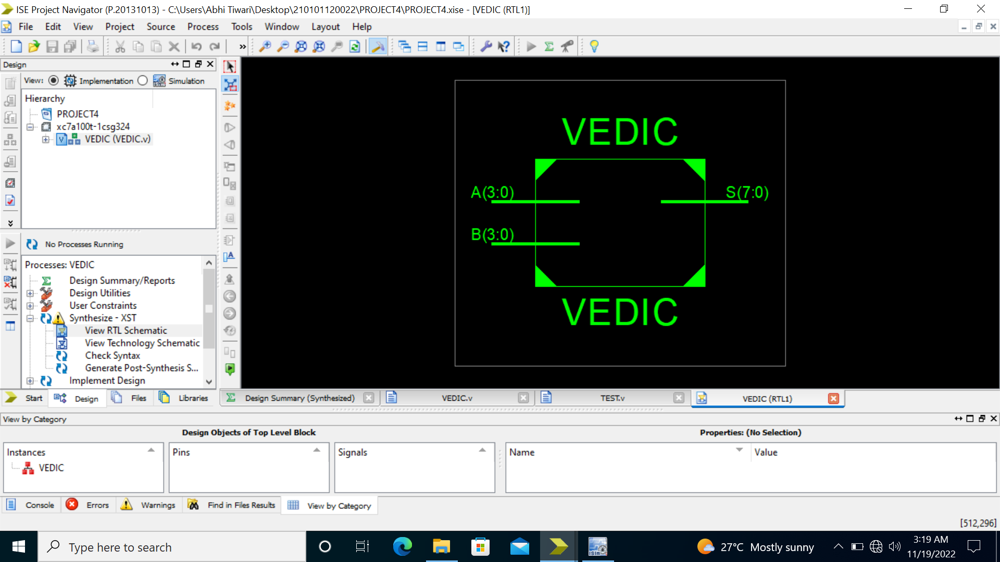 ISE Project Navigator (P.20131013) - C:\Users\Abhi Tiwari\Desktop\210101120022\PROJECT4\PROJECT4.xise - [VEDIC (RTL1)]
File Edit View Project Source Process Tools Window Layout Help
Design
View: Implementation Simulation
Hierarchy
PROJECT4
xc7a100t-1csg324
VEDIC (VEDIC.v)
No Processes Running
Processes: VEDIC
Design Summary/Reports
Design Utilities
User Constraints
Synthesize - XST
View RTL Schematic
View Technology Schematic
Check Syntax
Generate Post-Synthesis S...
Implement Design
Start Design Files Libraries
VEDIC
A(3:0) S(7:0)
B(3:0)
VEDIC
Design Summary (Synthesized) VEDIC.v TEST.v VEDIC (RTL1)
View by Category
Design Objects of Top Level Block Properties: (No Selection)
Instances Pins Signals Name Value
VEDIC
Console Errors Warnings Find in Files Results View by Category
[512,296]
Type here to search
27°C Mostly sunny
3:19 AM
11/19/2022